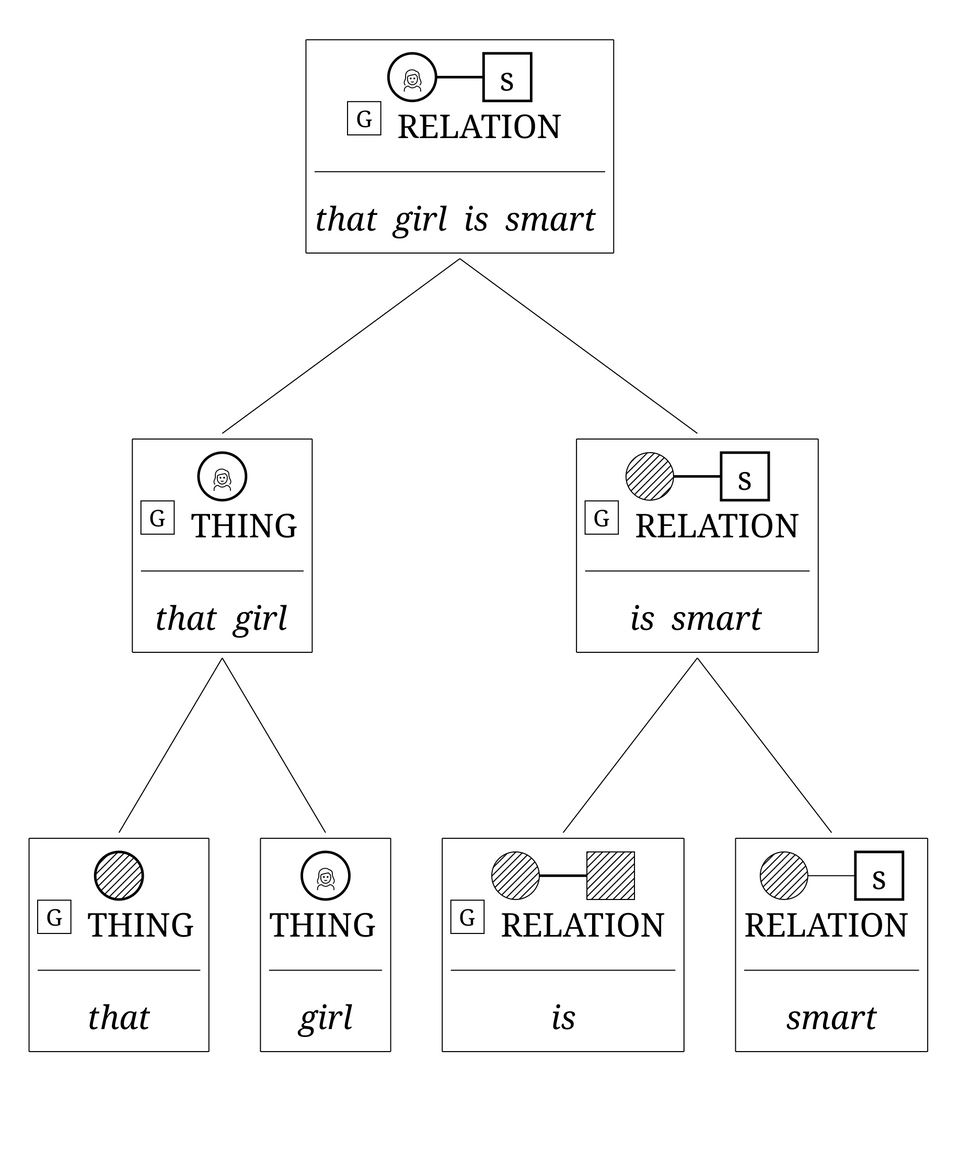 s
G RELATION
that girl is smart
s
G THING
G RELATION
that girl
is smart
s
G THING
THING
G RELATION
RELATION
that
girl
is
smart